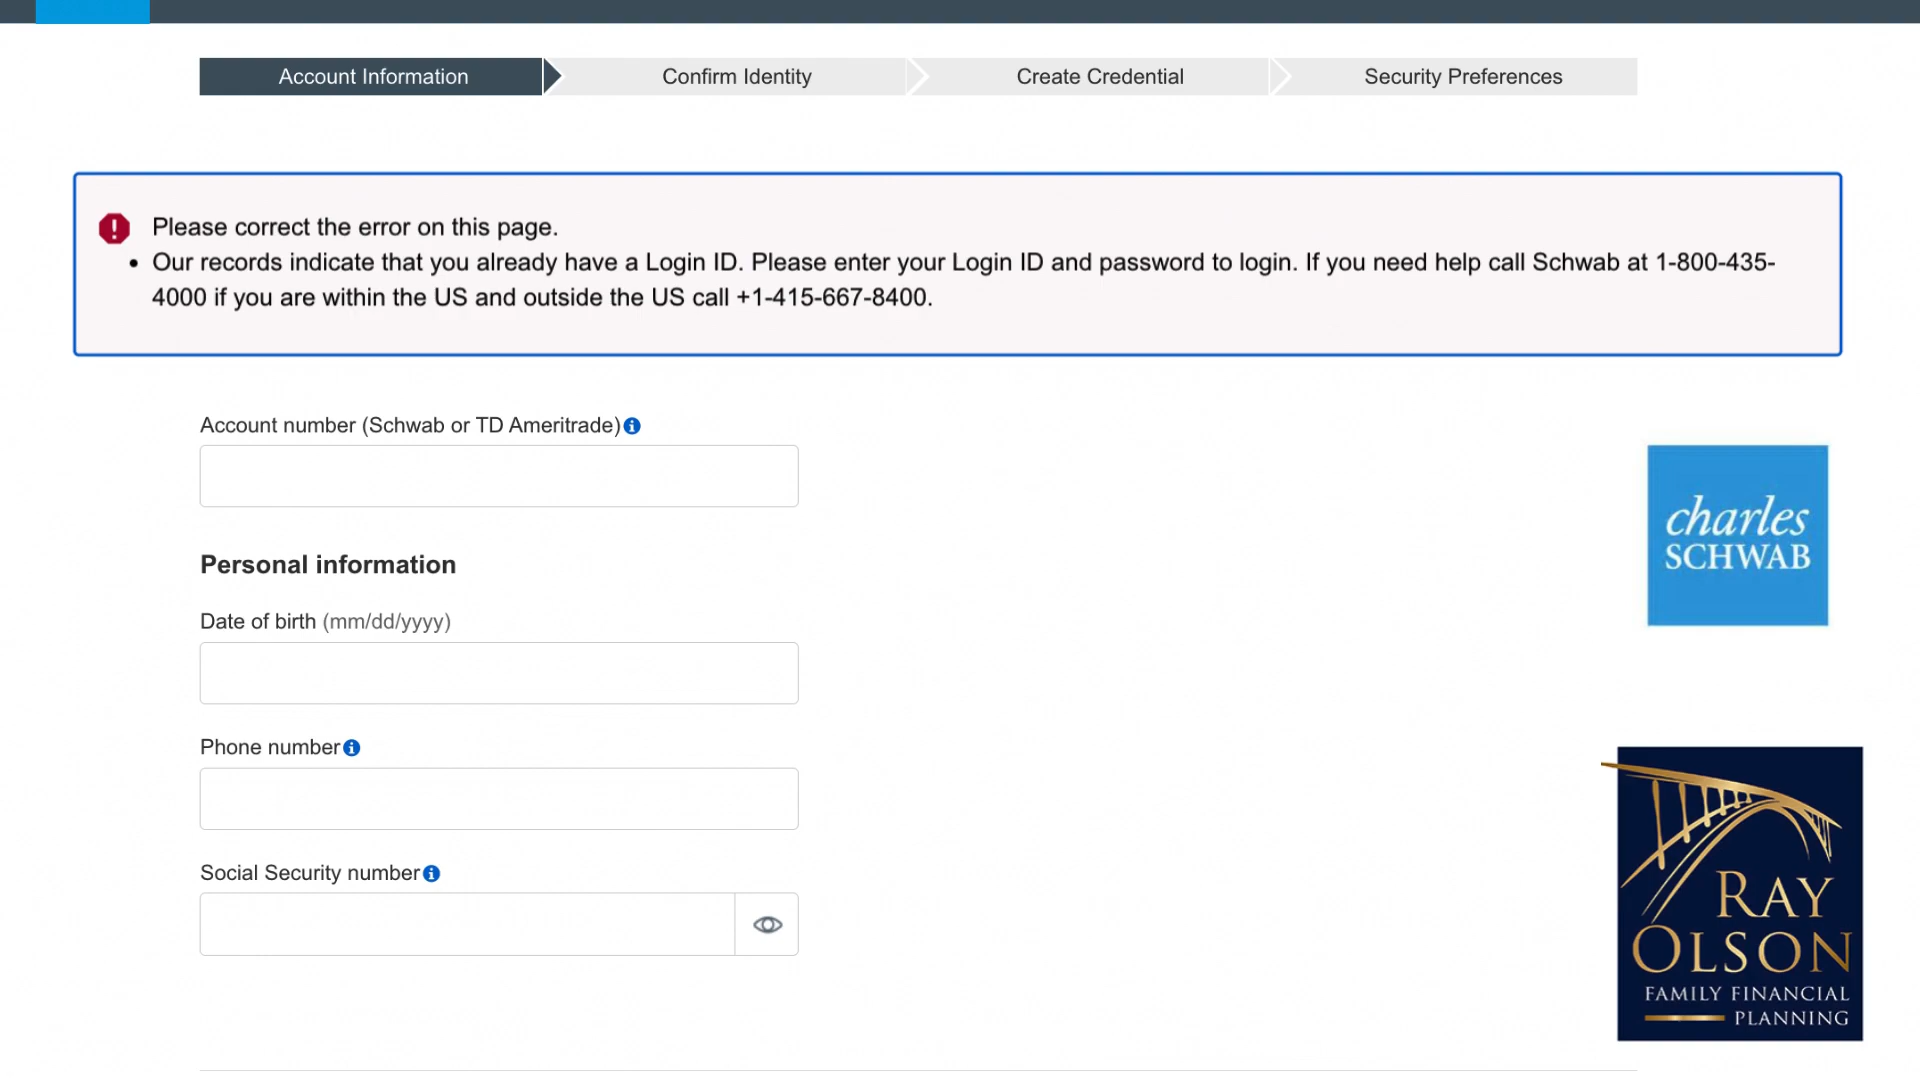 Account Information
Confirm Identity
Create Credential
Security Preferences
Please correct the error on this page.
• Our records indicate that you already have a Login ID. Please enter your Login ID and password to login. If you need help call Schwab at 1-800-435-
4000 if you are within the US and outside the US call +1-415-667-8400.
Account number (Schwab or TD Ameritrade)
Personal information
Date of birth (mm/dd/yyyy)
Phone number
Social Security number
charles
SCHWAB
RAY
OLSON
FAMILY FINANCIAL
PLANNING